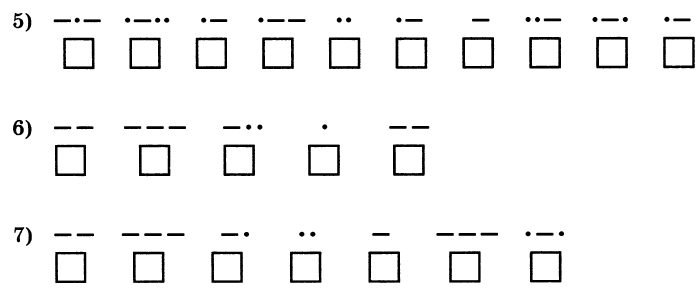 5) —·— ·—·· ·— ·—— ·· ·— — ··— ·—· ·—
6) —— ——— —·· · ——
7) —— ——— —· ·· — ——— ·—·